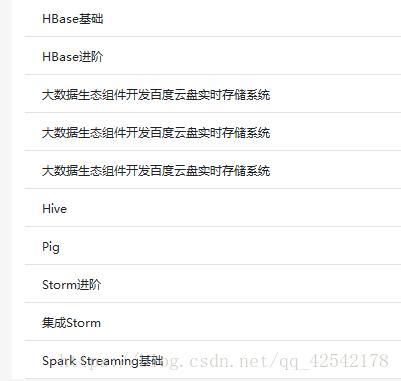 HBase基础
HBase进阶
大数据生态组件开发百度云盘实时存储系统
大数据生态组件开发百度云盘实时存储系统
大数据生态组件开发百度云盘实时存储系统
Hive
Pig
Storm进阶
集成Storm
Spark Streaming基础
https://blog.csdn.net/qq_42542178